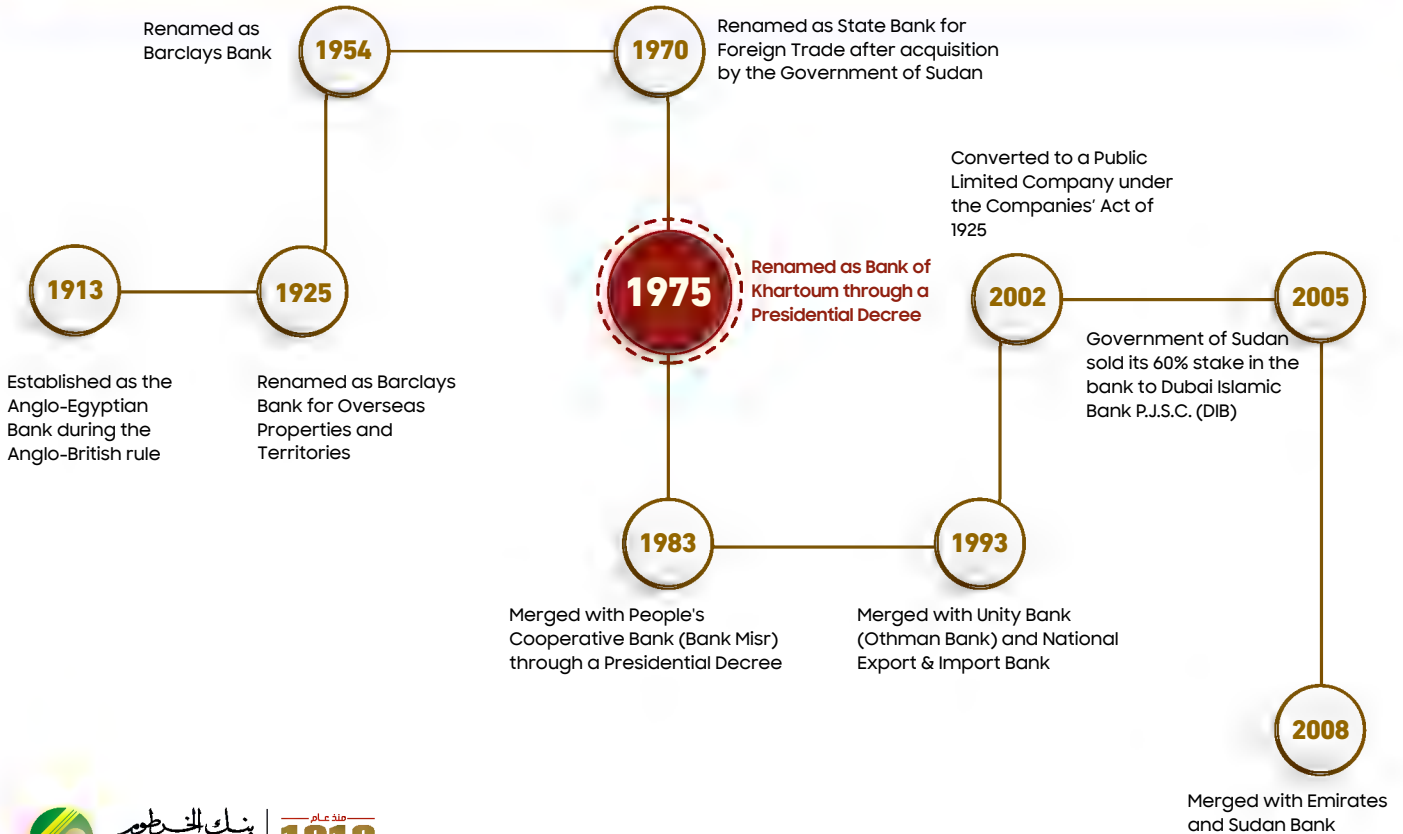 1913
Established as the
Anglo-Egyptian
Bank during the
Anglo-British rule
1925
Renamed as Barclays
Bank for Overseas
Properties and
Territories
Renamed as
Barclays Bank
1954
1970
Renamed as State Bank for
Foreign Trade after acquisition
by the Government of Sudan
1975
Renamed as Bank of
Khartoum through a
Presidential Decree
1983
Merged with People's
Cooperative Bank (Bank Misr)
through a Presidential Decree
1993
Merged with Unity Bank
(Othman Bank) and National
Export & Import Bank
Converted to a Public
Limited Company under
the Companies' Act of
1925
2002
2005
Government of Sudan
sold its 60% stake in the
bank to Dubai Islamic
Bank P.J.S.C. (DIB)
2008
Merged with Emirates
and Sudan Bank
بنك الخرطوم
منذ عام